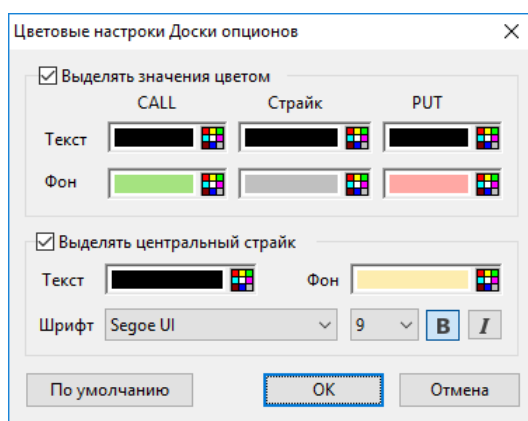 Цветовые настройки Доски опционов
Выделять значения цветом
CALL Страйк PUT
Текст
Фон
Выделять центральный страйк
Текст Фон
Шрифт Segoe UI 9 B I
По умолчанию OK Отмена